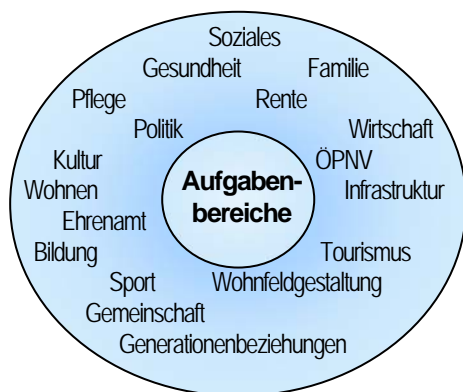 Soziales
Gesundheit Familie
Pflege Rente
Politik Wirtschaft
Kultur ÖPNV
Wohnen Aufgaben- Infrastruktur
bereiche
Ehrenamt
Bildung Tourismus
Sport Wohnfeldgestaltung
Gemeinschaft
Generationenbeziehungen